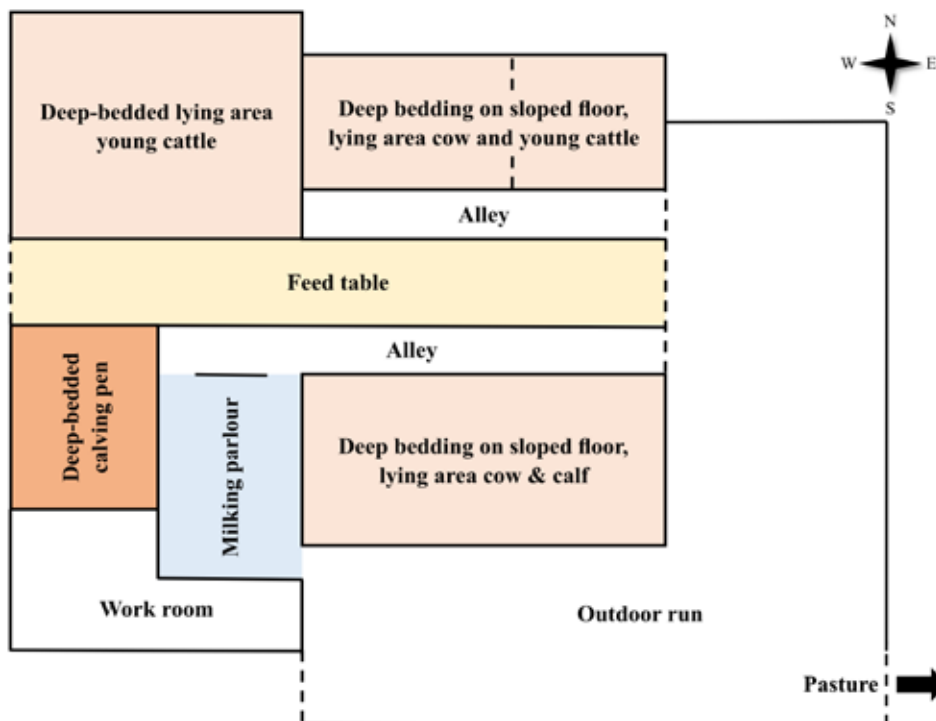 N
W
E
S
Deep-bedded lying area
young cattle
Deep bedding on sloped floor,
lying area cow and young cattle
Alley
Feed table
Alley
Deep-bedded
calving pen
Milking parlour
Deep bedding on sloped floor,
lying area cow & calf
Work room
Outdoor run
Pasture